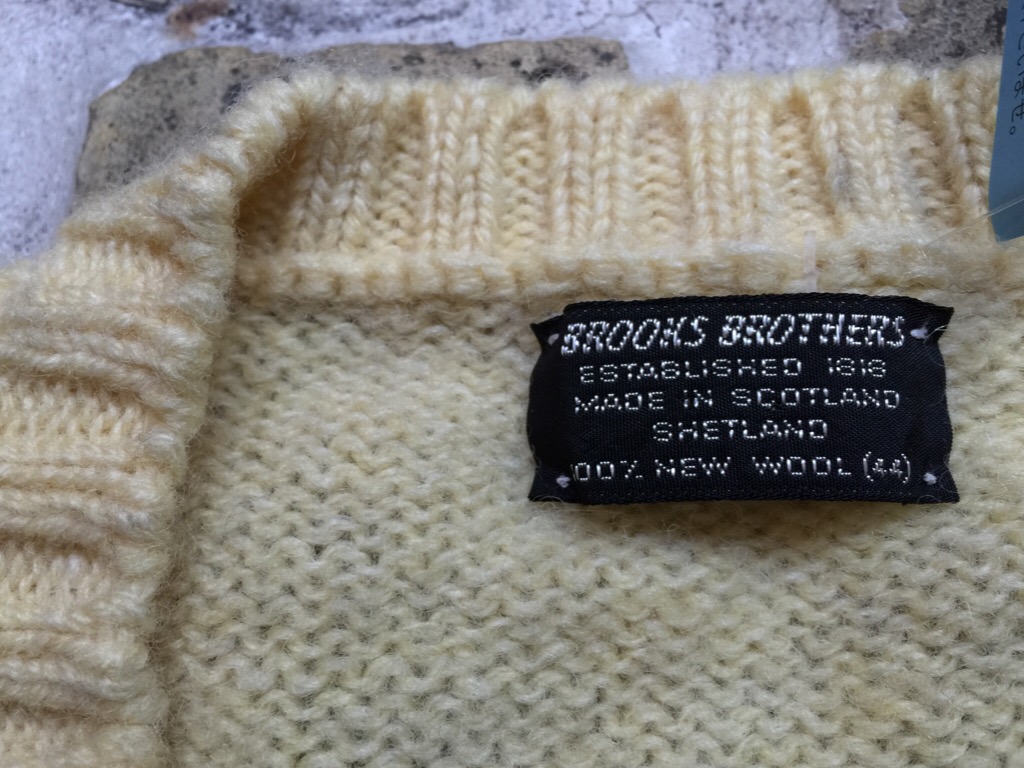 BROOKS BROTHERS
ESTABLISHED 1818
MADE IN SCOTLAND
SHETLAND
100% NEW WOOL (44)